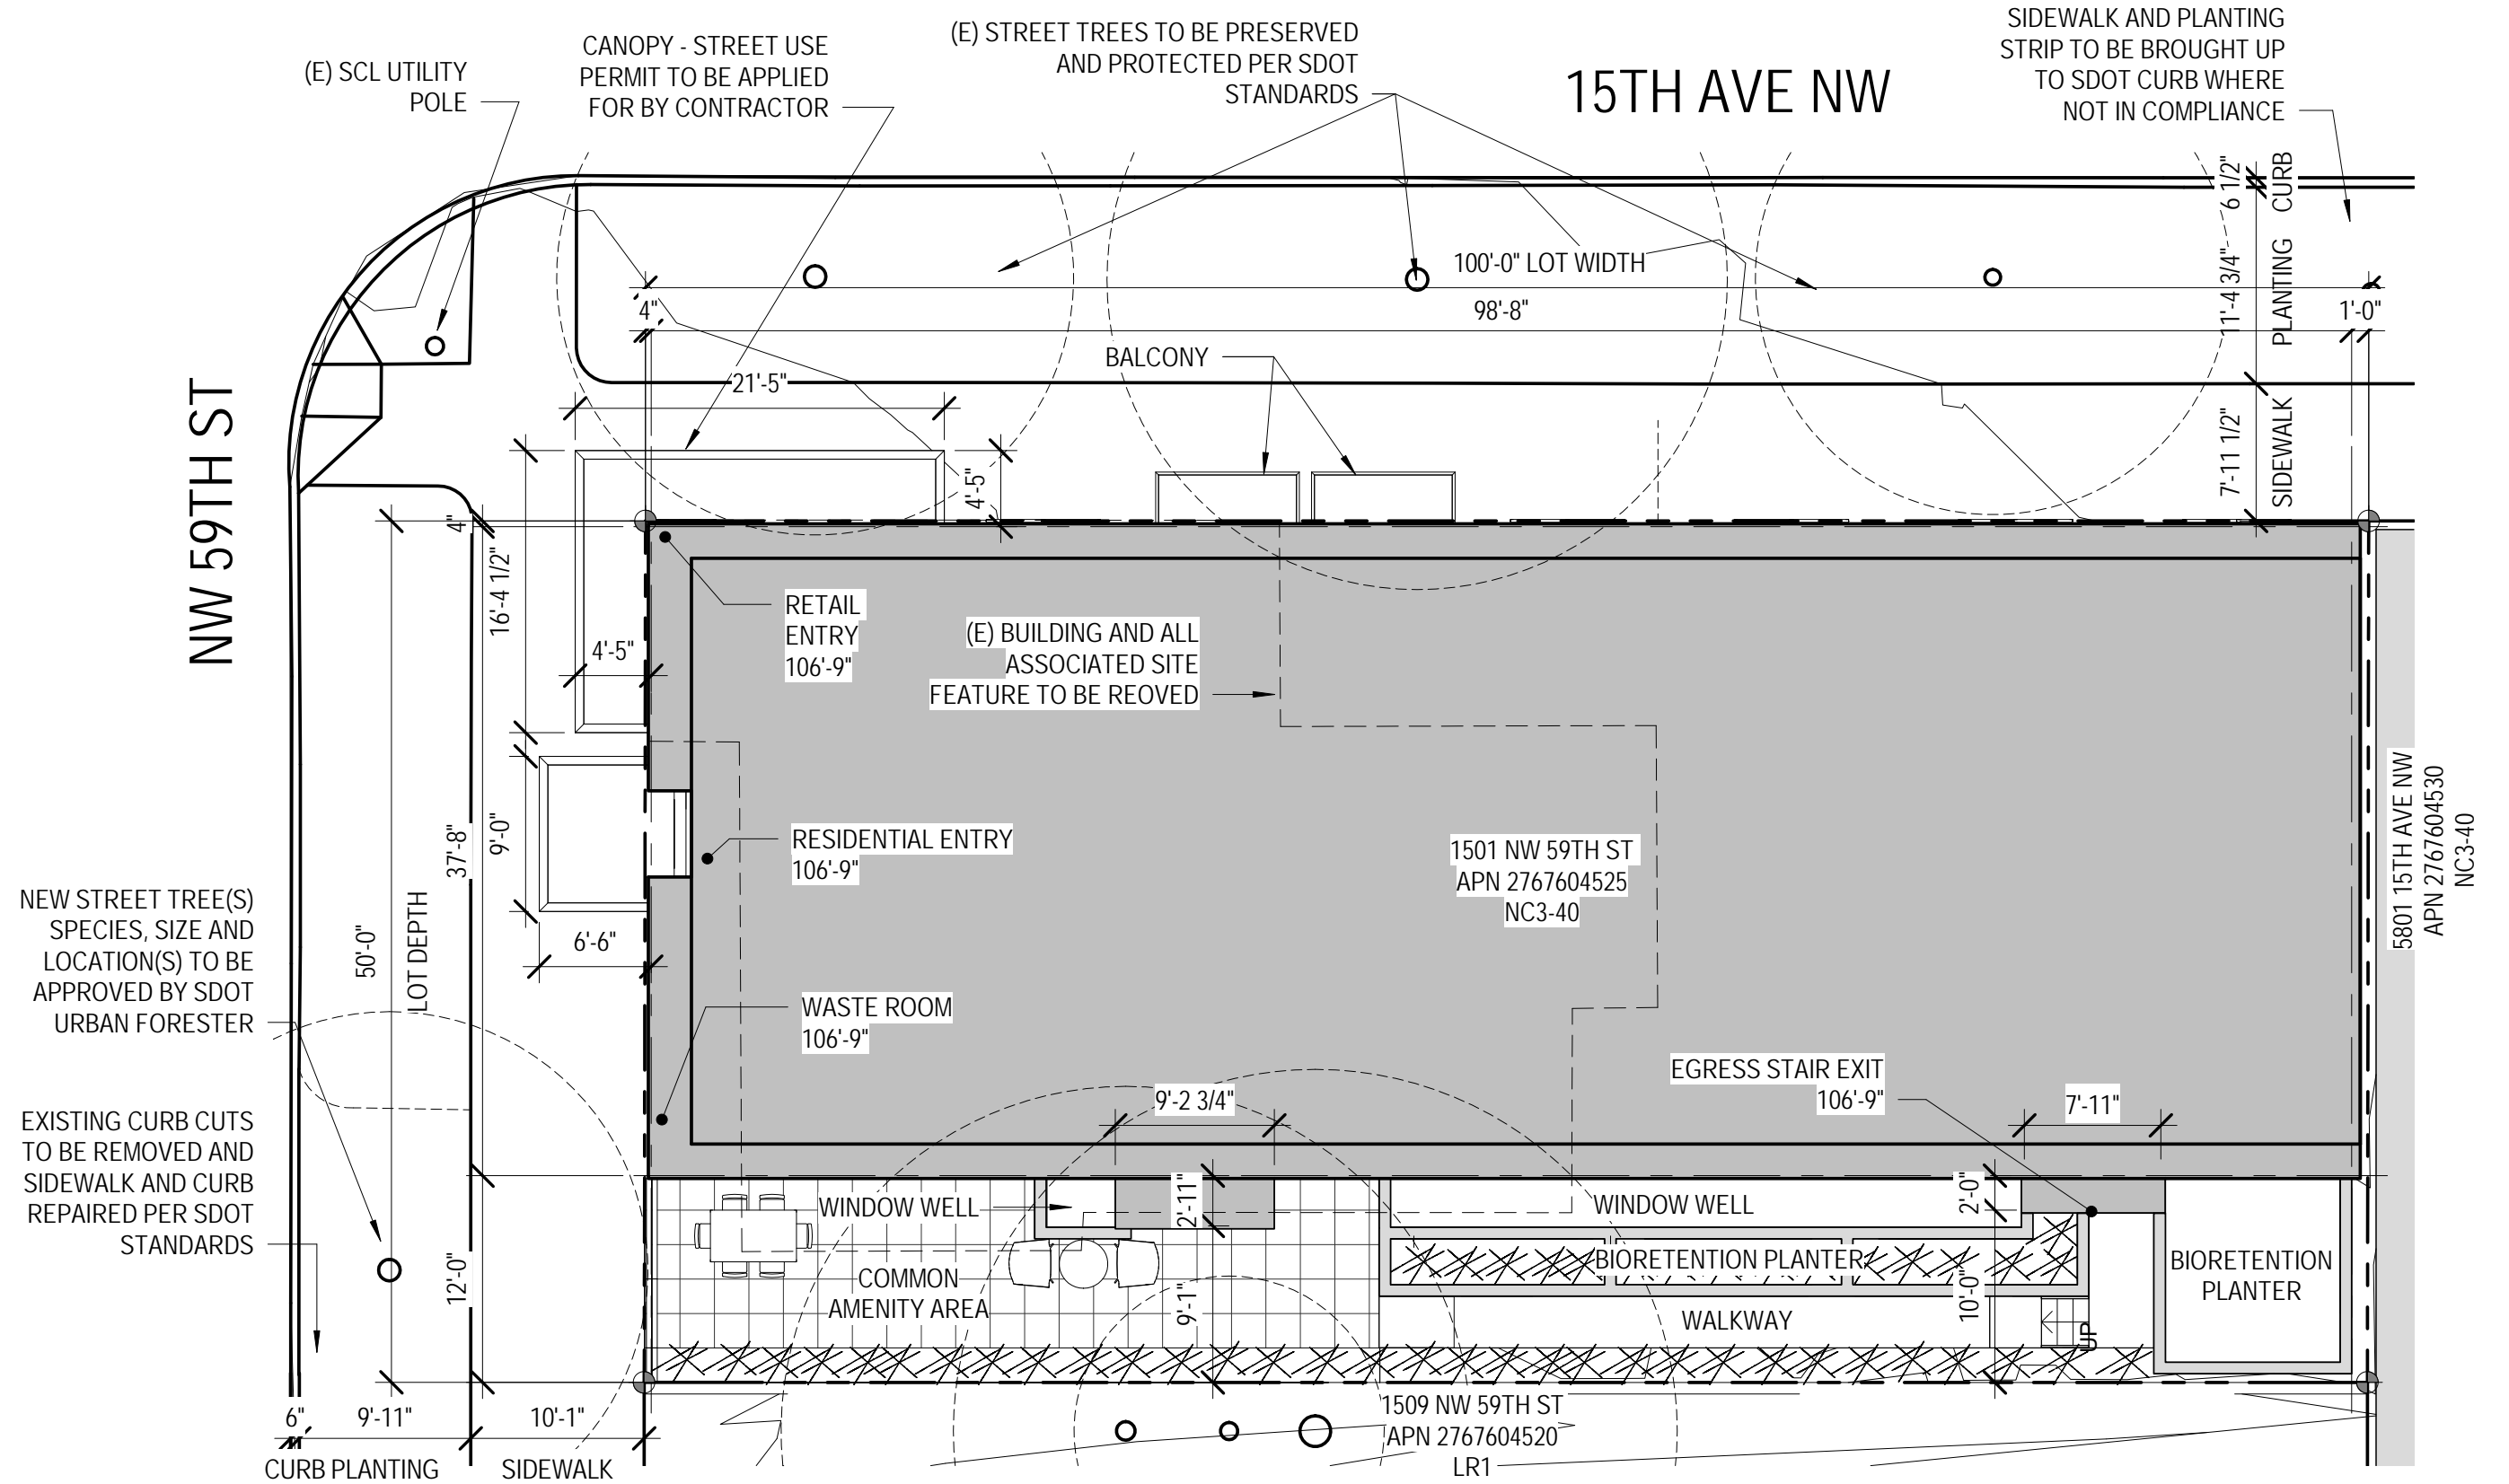 SIDEWALK AND PLANTING
STRIP TO BE BROUGHT UP
TO SDOT CURB WHERE
NOT IN COMPLIANCE
(E) STREET TREES TO BE PRESERVED
AND PROTECTED PER SDOT
STANDARDS
CANOPY - STREET USE
PERMIT TO BE APPLIED
FOR BY CONTRACTOR
(E) SCL UTILITY
POLE
15TH AVE NW
6 1/2"
CURB
11'-4 3/4"
PLANTING
7'-11 1/2"
SIDEWALK
100'-0" LOT WIDTH
4"
98'-8"
1'-0"
BALCONY
21'-5"
4'-5"
NW 59TH ST
4"
16'-4 1/2"
4'-5"
RETAIL
ENTRY
106'-9"
(E) BUILDING AND ALL
ASSOCIATED SITE
FEATURE TO BE REOVED
9'-0"
37'-8"
RESIDENTIAL ENTRY
106'-9"
1501 NW 59TH ST
APN 2767604525
NC3-40
5801 15TH AVE NW
APN 2767604530
NC3-40
NEW STREET TREE(S)
SPECIES, SIZE AND
LOCATION(S) TO BE
APPROVED BY SDOT
URBAN FORESTER
50'-0"
LOT DEPTH
6'-6"
WASTE ROOM
106'-9"
EGRESS STAIR EXIT
106'-9"
9'-2 3/4"
7'-11"
EXISTING CURB CUTS
TO BE REMOVED AND
SIDEWALK AND CURB
REPAIRED PER SDOT
STANDARDS
WINDOW WELL
2'-11"
WINDOW WELL
2'-0"
BIORETENTION PLANTER
BIORETENTION
PLANTER
COMMON
AMENITY AREA
12'-0"
9'-1"
10'-0"
WALKWAY
UP
6"
9'-11"
10'-1"
CURB PLANTING
SIDEWALK
1509 NW 59TH ST
APN 2767604520
LR1